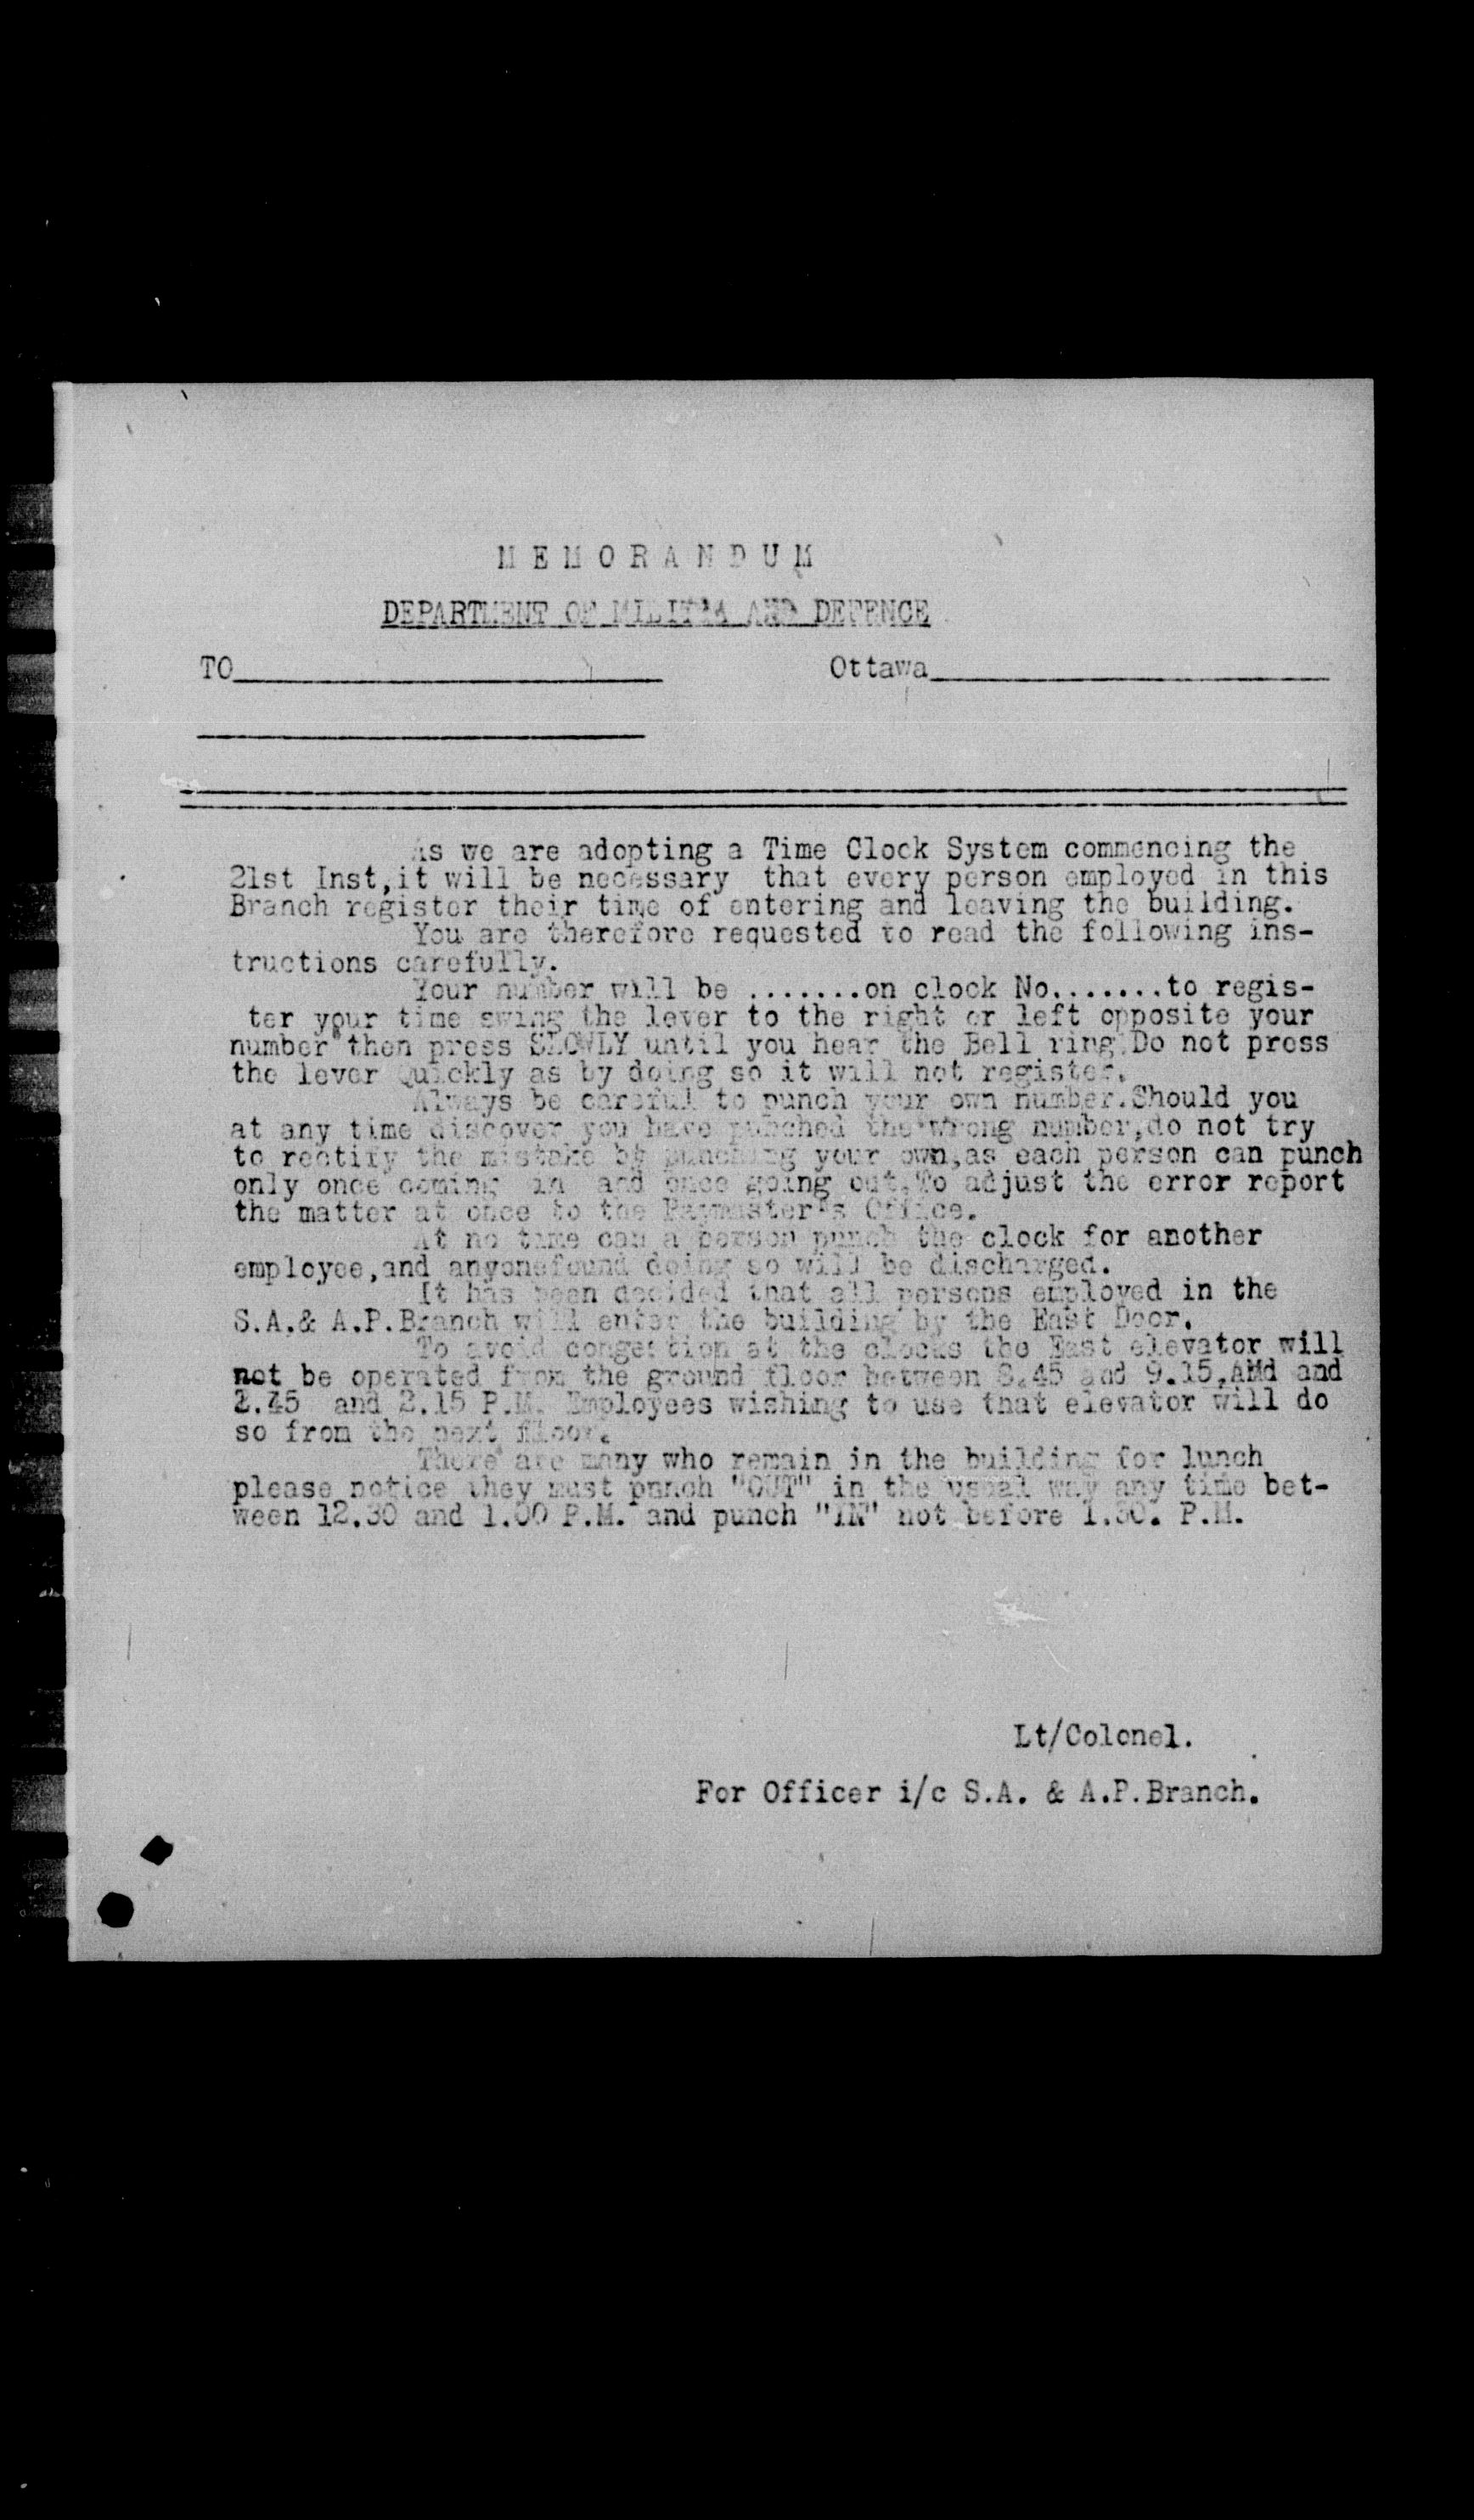 MEMORANDUM
DEPARTMENT OF MILITIA AND DEFENCE
TO Ottawa
As we are adopting a Time Clock System commencing the
21st Inst,it will be necessary that every person employed in this
Branch register their time of entering and leaving the building.
You are therefore requested to read the following ins-
tructions carefully.
Your number will be .......on clock No.......to regis-
ter your time swing the lever to the right or left opposite your
number then press SLOWLY until you hear the Bell ring.Do not press
the lever Quickly as by doing so it will not register.
Always be careful to punch your own number.Should you
at any time discover you have punched the wrong number,do not try
to rectify the mistake by punching your own,as each person can punch
only once coming in and once going out.To adjust the error report
the matter at once to the Paymaster's Office.
At no time can a person punch the clock for another
employee,and anyonefound doing so will be discharged.
It has been decided that all persons employed in the
S.A.& A.P.Branch will enter the building by the East Door.
To avoid congestion at the clocks the East elevator will
not be operated from the ground floor between 8.45 and 9.15,AMd and
and 2.15 P.M. Employees wishing to use that elevator will do
so from the next floor.
There are many who remain in the building for lunch
please notice they must punch "OUT" in the usual way any time bet-
ween 12.30 and 1.00 P.M. and punch "IN" not before 1.30. P.M.
Lt/Colonel.
For Officer i/c S.A. & A.P.Branch.